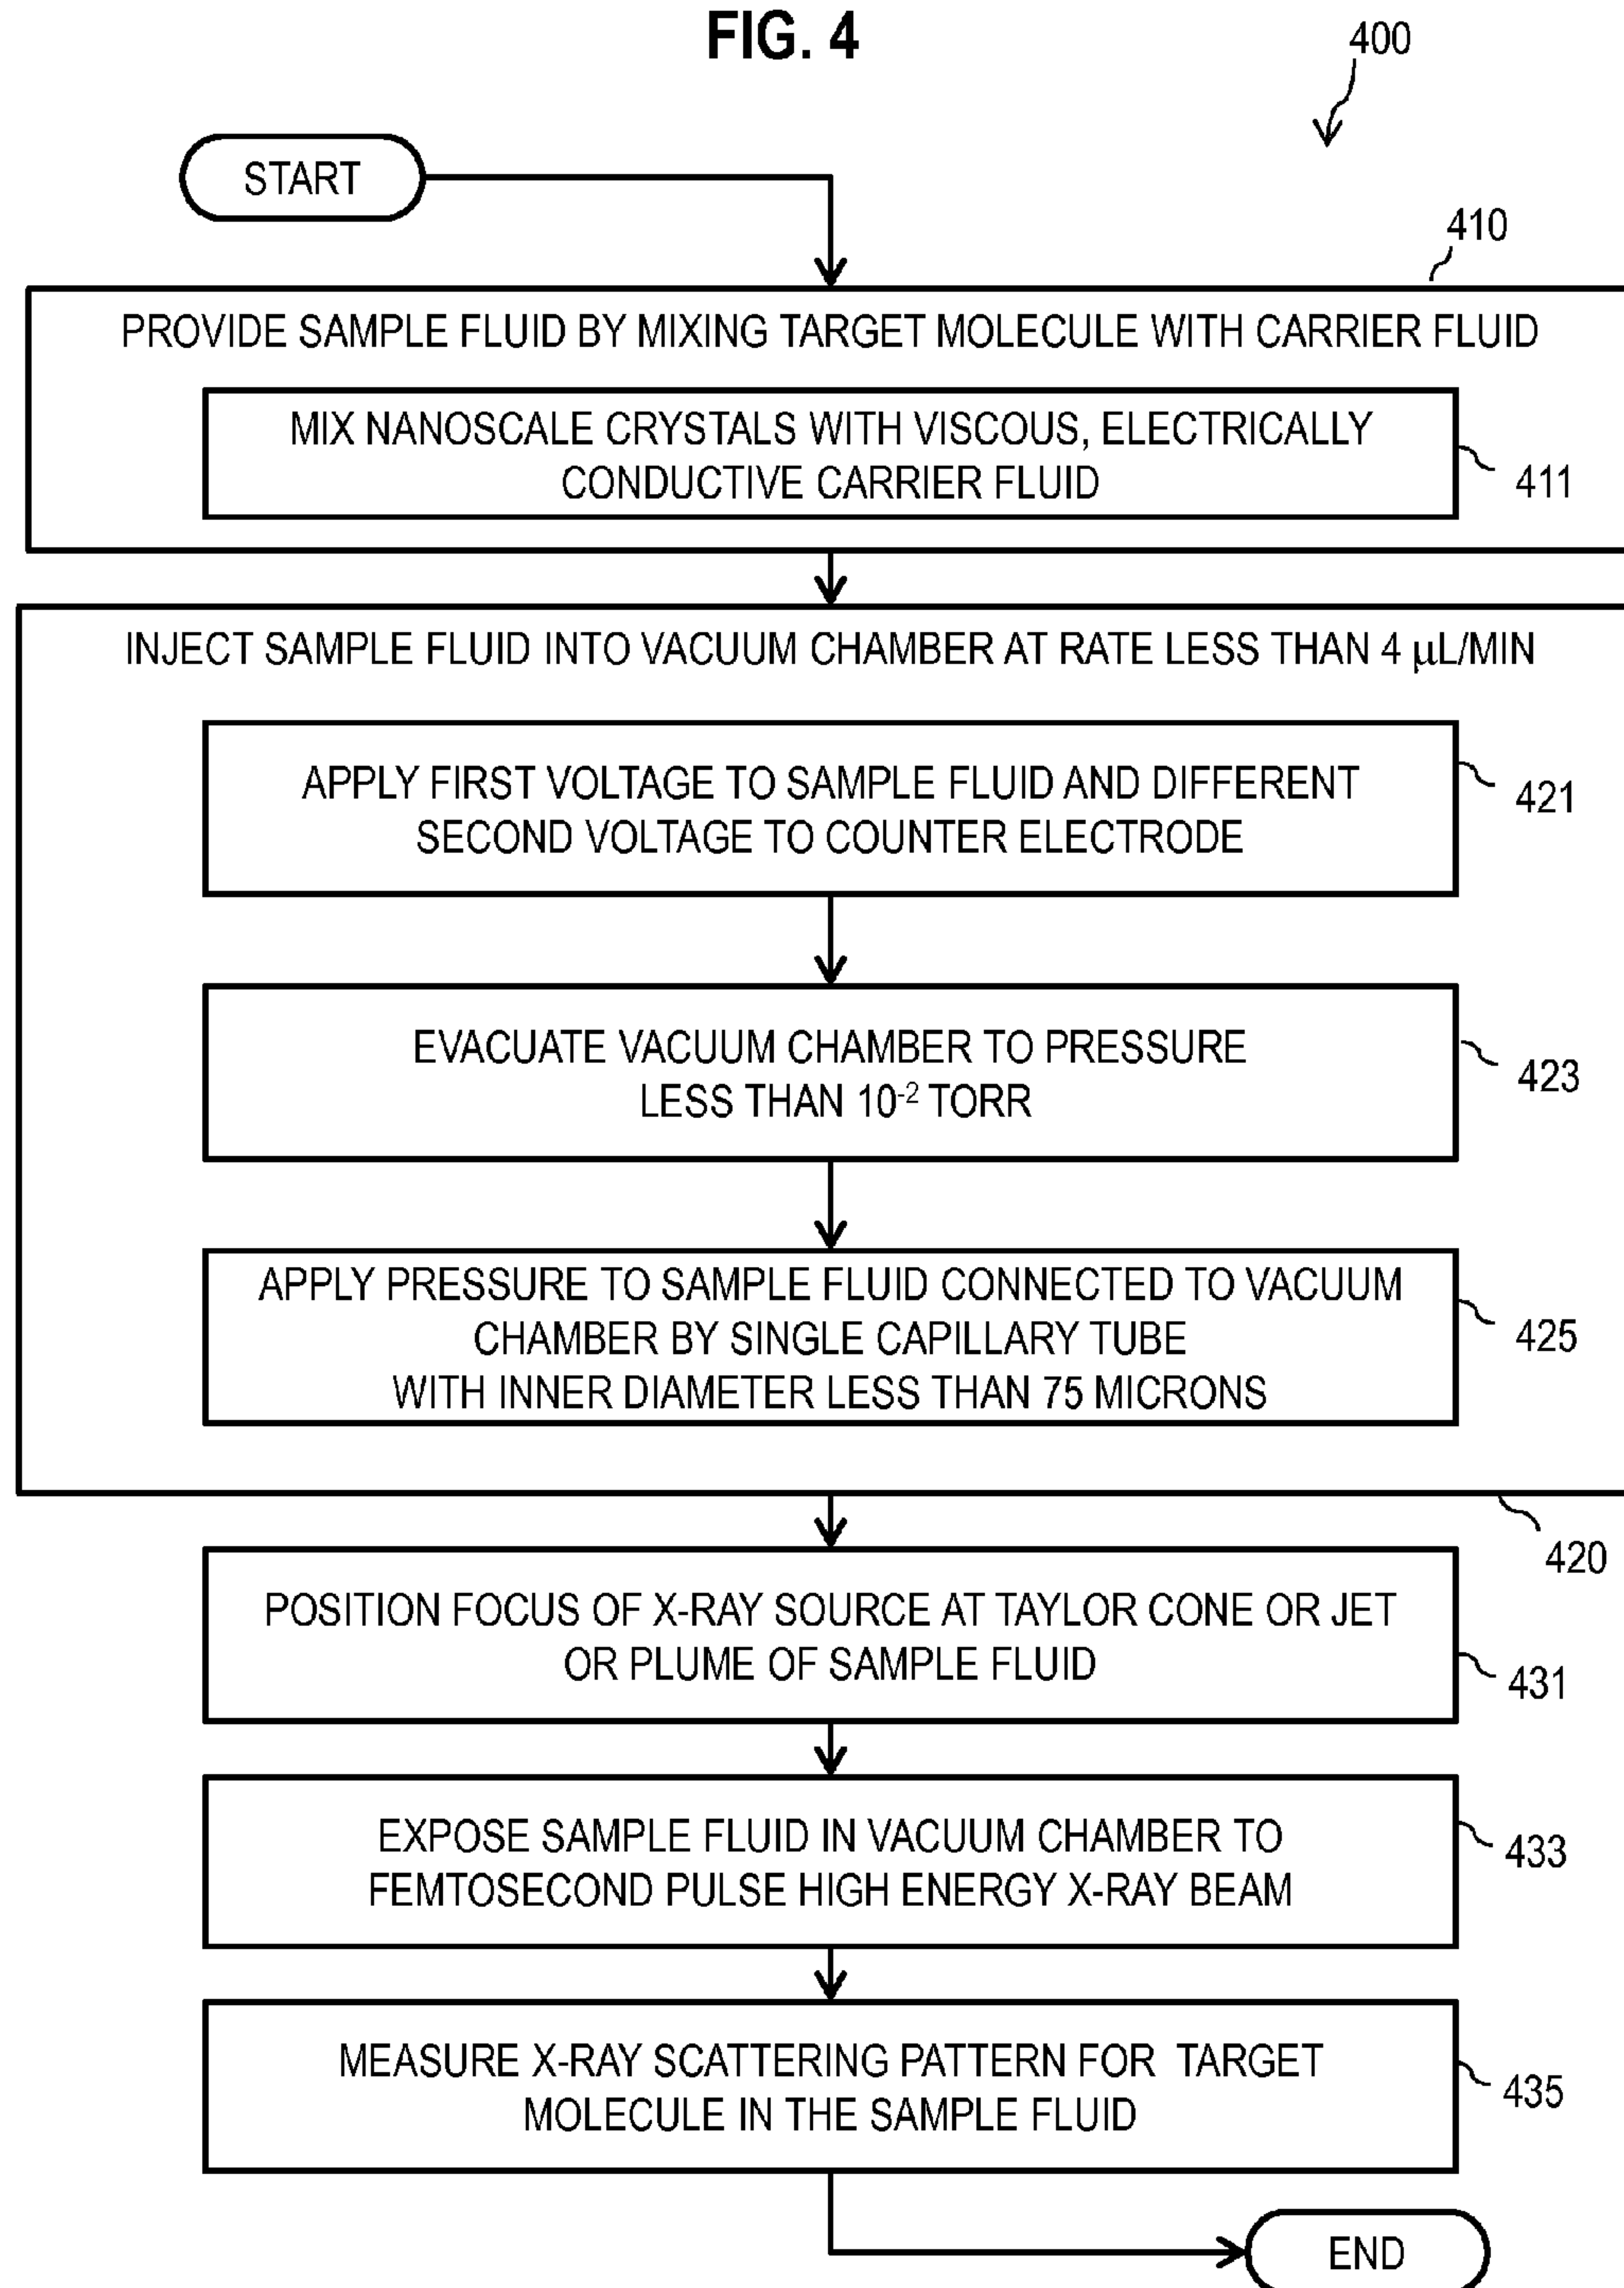 FIG. 4
400
START
410
PROVIDE SAMPLE FLUID BY MIXING TARGET MOLECULE WITH CARRIER FLUID
MIX NANOSCALE CRYSTALS WITH VISCOUS, ELECTRICALLY
CONDUCTIVE CARRIER FLUID
411
INJECT SAMPLE FLUID INTO VACUUM CHAMBER AT RATE LESS THAN 4 μL/MIN
APPLY FIRST VOLTAGE TO SAMPLE FLUID AND DIFFERENT
SECOND VOLTAGE TO COUNTER ELECTRODE
421
EVACUATE VACUUM CHAMBER TO PRESSURE
LESS THAN 10⁻² TORR
423
APPLY PRESSURE TO SAMPLE FLUID CONNECTED TO VACUUM
CHAMBER BY SINGLE CAPILLARY TUBE
WITH INNER DIAMETER LESS THAN 75 MICRONS
425
420
POSITION FOCUS OF X-RAY SOURCE AT TAYLOR CONE OR JET
OR PLUME OF SAMPLE FLUID
431
EXPOSE SAMPLE FLUID IN VACUUM CHAMBER TO
FEMTOSECOND PULSE HIGH ENERGY X-RAY BEAM
433
MEASURE X-RAY SCATTERING PATTERN FOR TARGET
MOLECULE IN THE SAMPLE FLUID
435
END